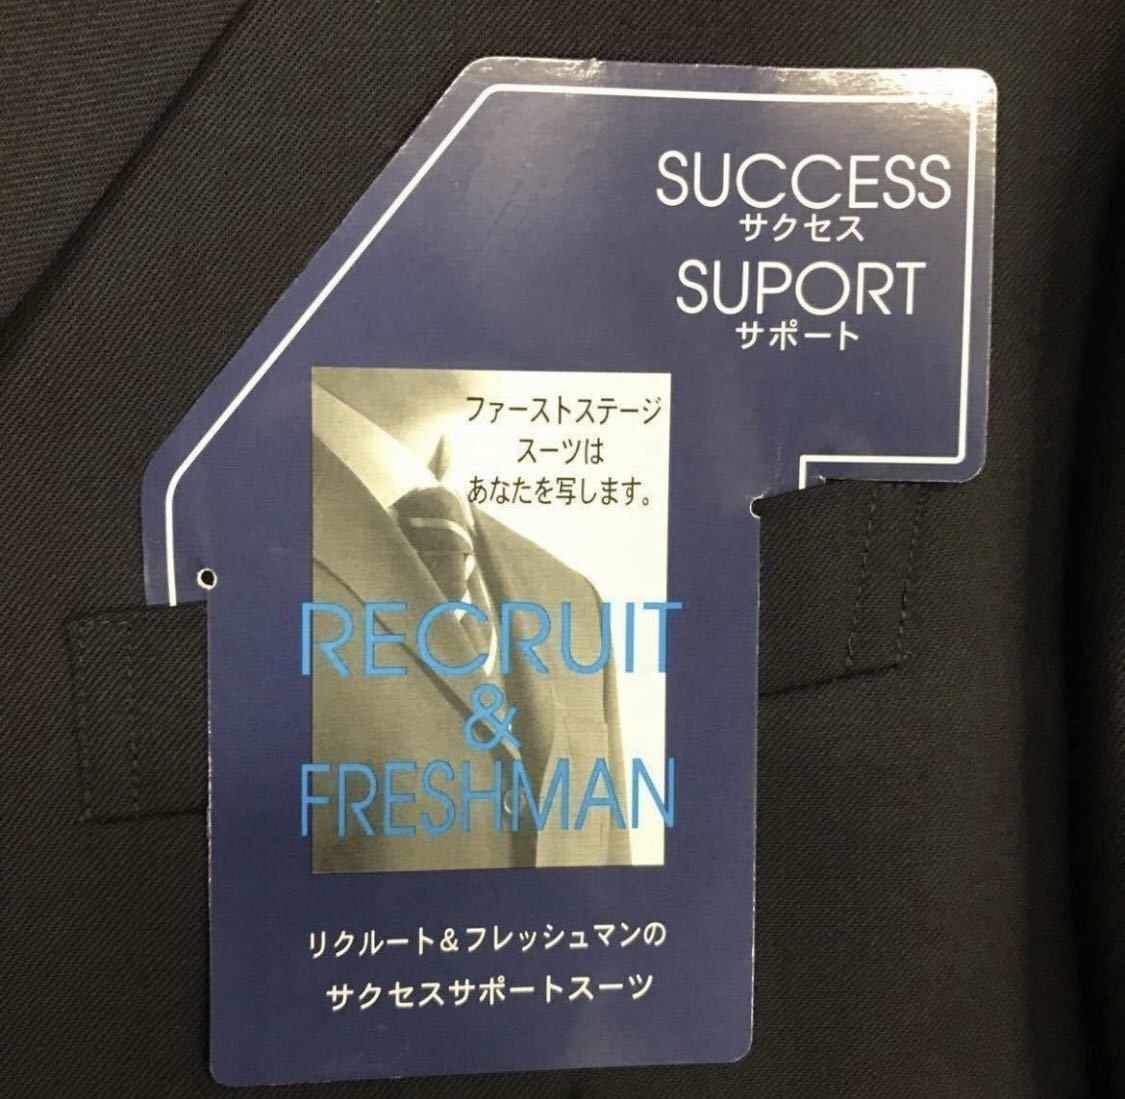 SUCCESS
サクセス
SUPORT
サポート
ファーストステージ
スーツは
あなたを写します。
RECRUIT
&
FRESHMAN
リクルート&フレッシュマンの
サクセスサポートスーツ